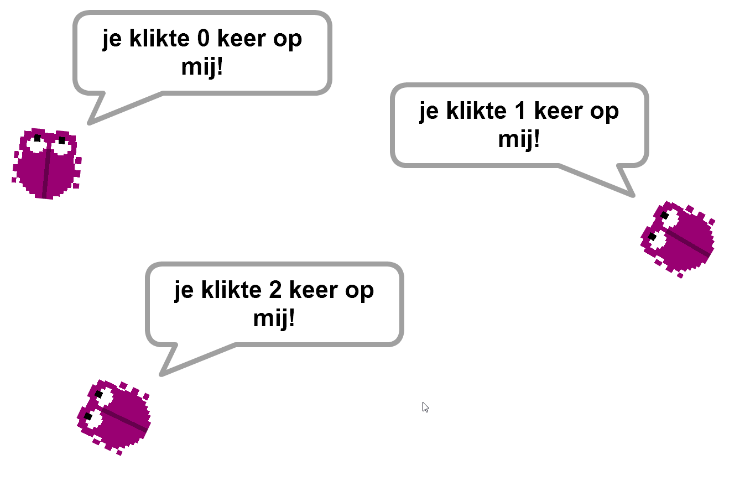 je klikte 0 keer op
mij!
je klikte 1 keer op
mij!
je klikte 2 keer op
mij!